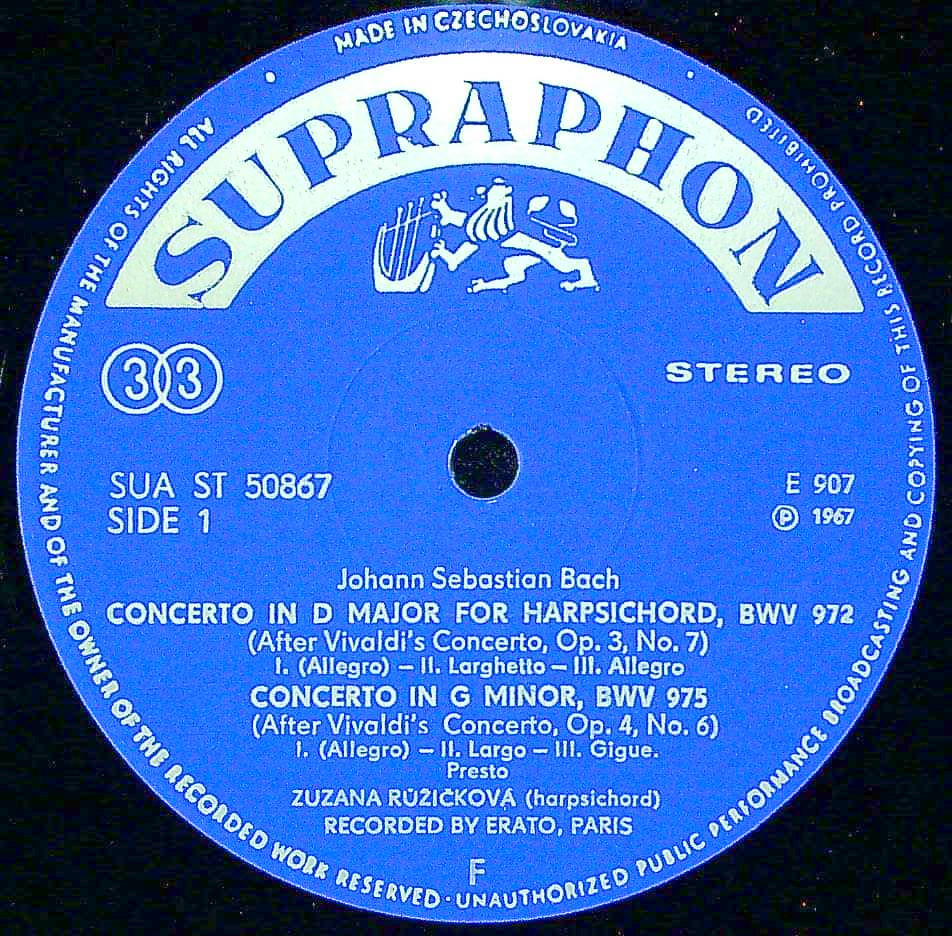 MADE IN CZECHOSLOVAKIA
SUPRAPHON
33
STEREO
SUA ST 50867
E 907
SIDE 1
Ⓟ 1967
Johann Sebastian Bach
CONCERTO IN D MAJOR FOR HARPSICHORD, BWV 972
(After Vivaldi's Concerto, Op. 3, No. 7)
I. (Allegro) – II. Larghetto – III. Allegro
CONCERTO IN G MINOR, BWV 975
(After Vivaldi's Concerto, Op. 4, No. 6)
I. (Allegro) – II. Largo – III. Gigue.
Presto
ZUZANA RŮŽIČKOVÁ (harpsichord)
RECORDED BY ERATO, PARIS
F
ALL RIGHTS OF THE MANUFACTURER AND OF THE OWNER OF THE RECORDED WORK RESERVED · UNAUTHORIZED PUBLIC PERFORMANCE BROADCASTING AND COPYING OF THIS RECORD PROHIBITED